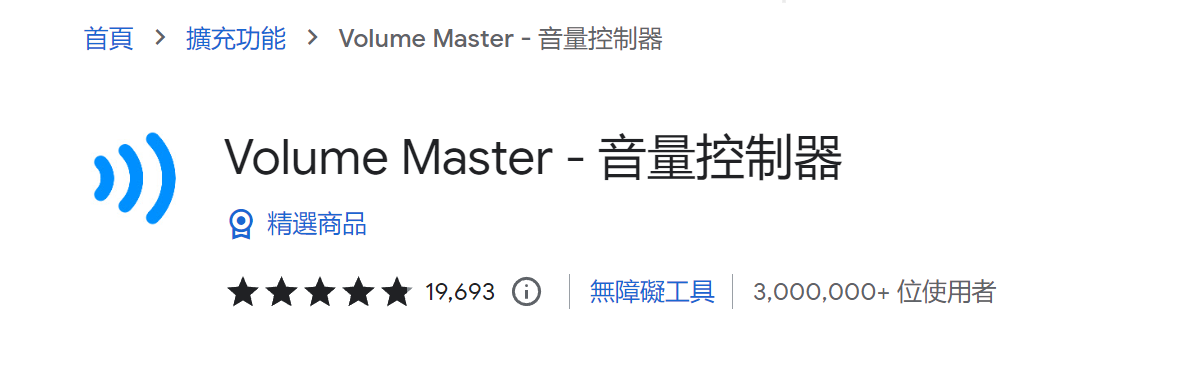 首頁 > 擴充功能 > Volume Master - 音量控制器
Volume Master - 音量控制器
精選商品
19,693 無障礙工具 3,000,000+ 位使用者